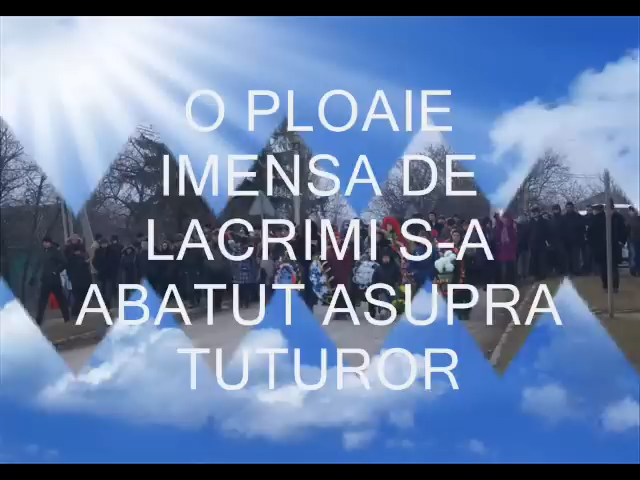 O PLOAIE
IMENSA DE
LACRIMI S-A
ABATUT ASUPRA
TUTUROR